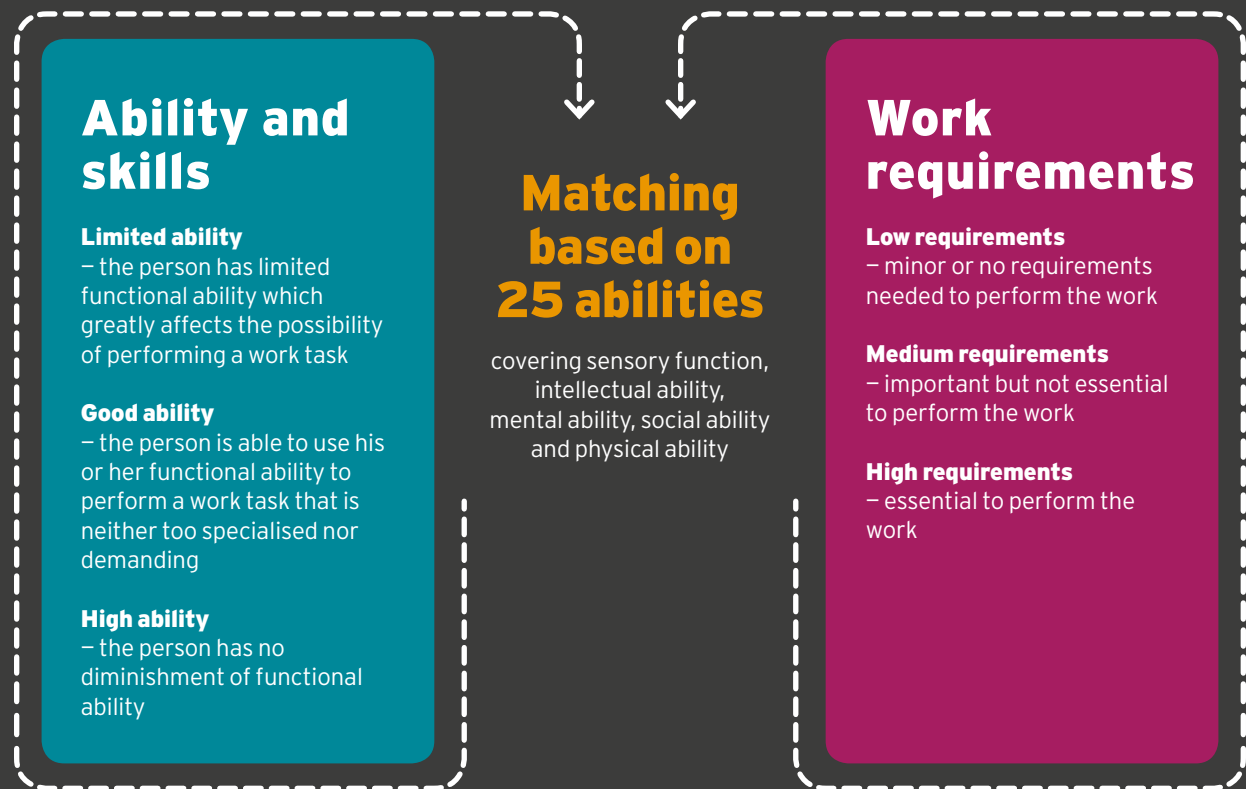 Ability and
skills
Limited ability
– the person has limited
functional ability which
greatly affects the possibility
of performing a work task
Good ability
– the person is able to use his
or her functional ability to
perform a work task that is
neither too specialised nor
demanding
High ability
– the person has no
diminishment of functional
ability
Matching
based on
25 abilities
covering sensory function,
intellectual ability,
mental ability, social ability
and physical ability
Work
requirements
Low requirements
– minor or no requirements
needed to perform the work
Medium requirements
– important but not essential
to perform the work
High requirements
– essential to perform the
work